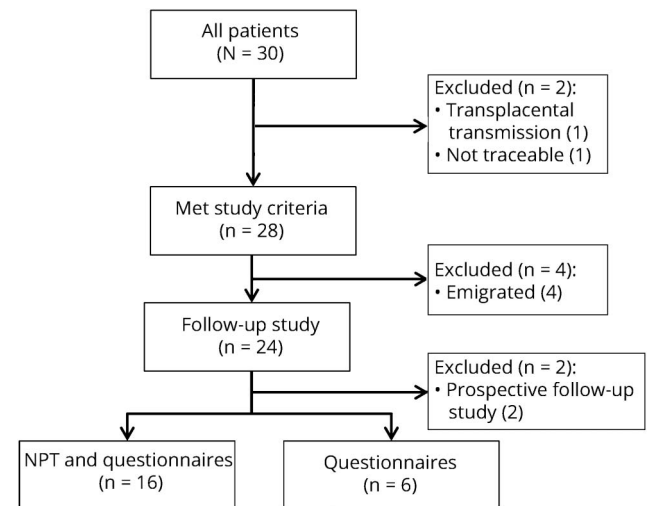 All patients
(N = 30)
Excluded (n = 2):
• Transplacental
transmission (1)
• Not traceable (1)
Met study criteria
(n = 28)
Excluded (n = 4):
• Emigrated (4)
Follow-up study
(n = 24)
Excluded (n = 2):
• Prospective follow-up
study (2)
NPT and questionnaires
(n = 16)
Questionnaires
(n = 6)